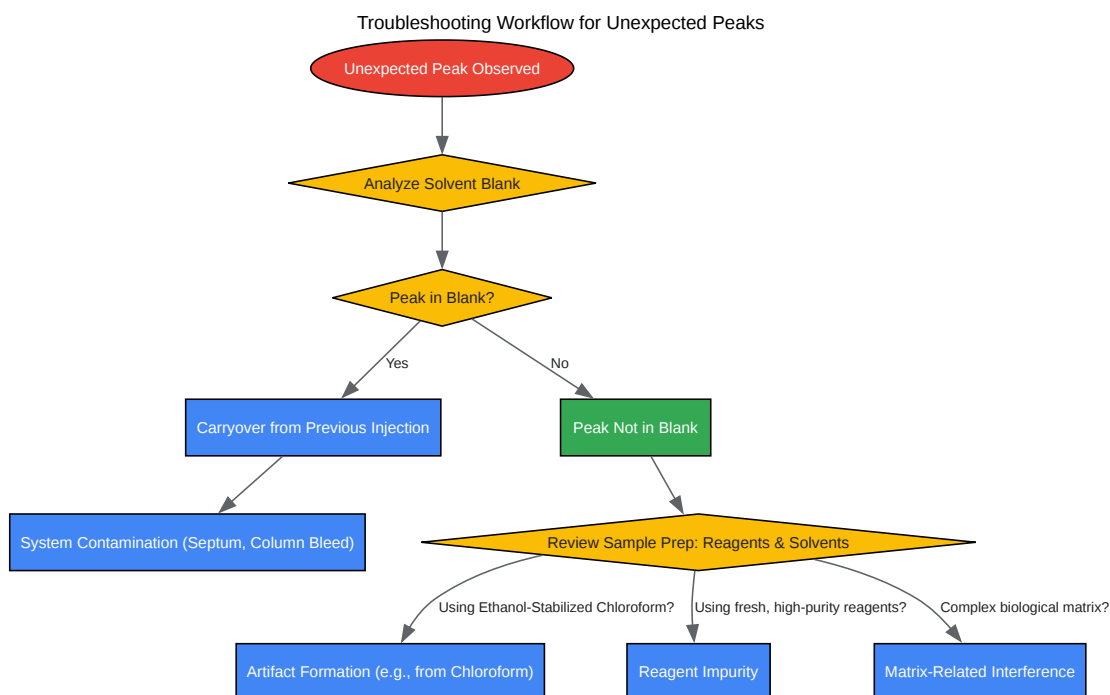 Troubleshooting Workflow for Unexpected Peaks
Unexpected Peak Observed
Analyze Solvent Blank
Peak in Blank?
Yes
No
Carryover from Previous Injection
Peak Not in Blank
System Contamination (Septum, Column Bleed)
Review Sample Prep: Reagents & Solvents
Using Ethanol-Stabilized Chloroform?
Using fresh, high-purity reagents?
Complex biological matrix?
Artifact Formation (e.g., from Chloroform)
Reagent Impurity
Matrix-Related Interference